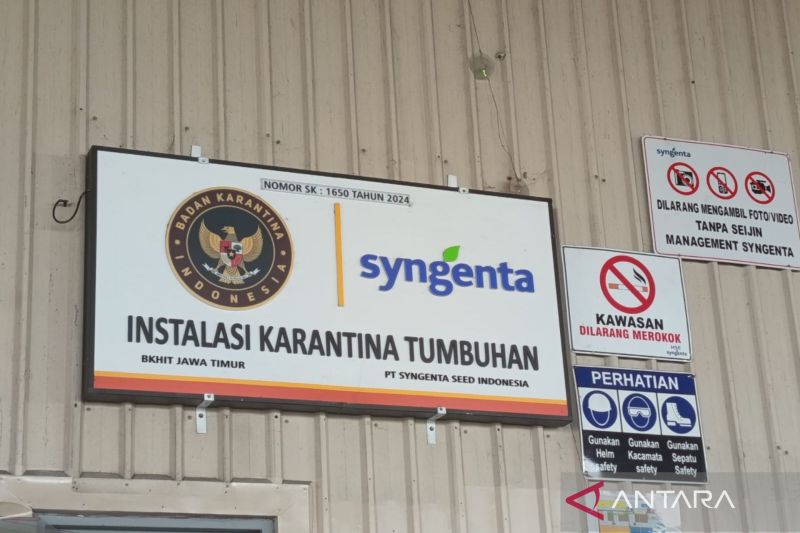 NOMOR SK : 1650 TAHUN 2024
BADAN KARANTINA
INDONESIA
syngenta
INSTALASI KARANTINA TUMBUHAN
BKHIT JAWA TIMUR
PT SYNGENTA SEED INDONESIA
syngenta
DILARANG MENGAMBIL FOTO/VIDEO
TANPA SEIJIN
MANAGEMENT SYNGENTA
KAWASAN
DILARANG MEROKOK
HSE
syngenta
PERHATIAN
Gunakan
Helm
safety
Gunakan
Kacamata
safety
Gunakan
Sepatu
Safety
ANTARA